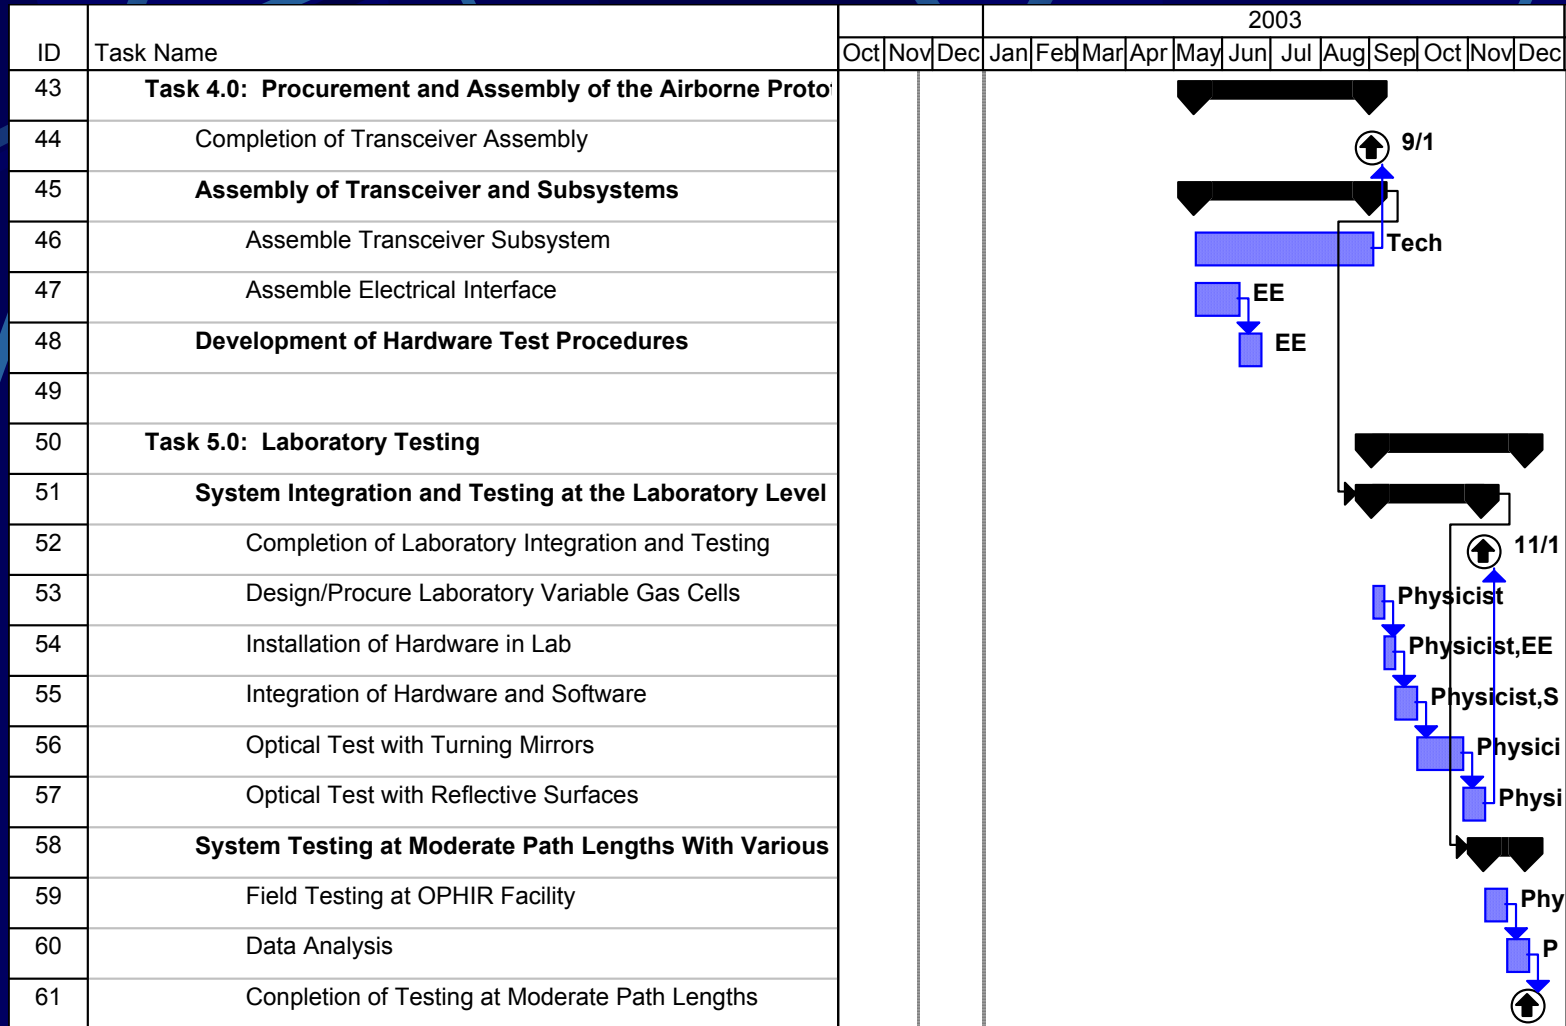 2003
ID Task Name Oct Nov Dec Jan Feb Mar Apr May Jun Jul Aug Sep Oct Nov Dec
43 Task 4.0: Procurement and Assembly of the Airborne Proto
44 Completion of Transceiver Assembly 9/1
45 Assembly of Transceiver and Subsystems
46 Assemble Transceiver Subsystem Tech
47 Assemble Electrical Interface EE
48 Development of Hardware Test Procedures EE
49
50 Task 5.0: Laboratory Testing
51 System Integration and Testing at the Laboratory Level
52 Completion of Laboratory Integration and Testing 11/1
53 Design/Procure Laboratory Variable Gas Cells Physicist
54 Installation of Hardware in Lab Physicist,EE
55 Integration of Hardware and Software Physicist,S
56 Optical Test with Turning Mirrors Physici
57 Optical Test with Reflective Surfaces Physi
58 System Testing at Moderate Path Lengths With Various
59 Field Testing at OPHIR Facility Phy
60 Data Analysis P
61 Conpletion of Testing at Moderate Path Lengths